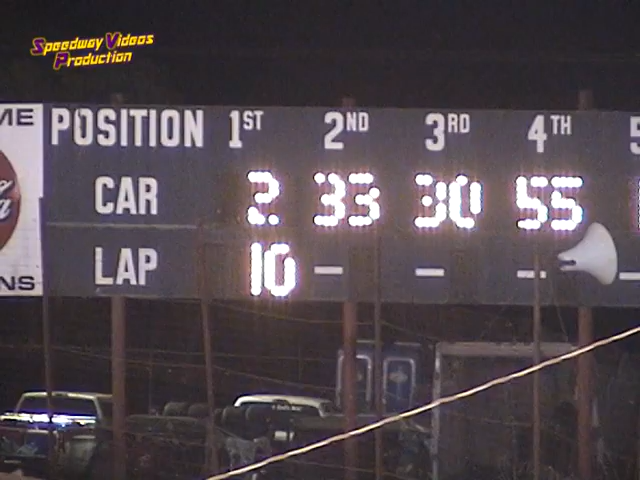 Speedway Videos
Production
ME
POSITION 1ST 2ND 3RD 4TH 5
CAR 2 33 30 55
LAP 10 – – – –
NS